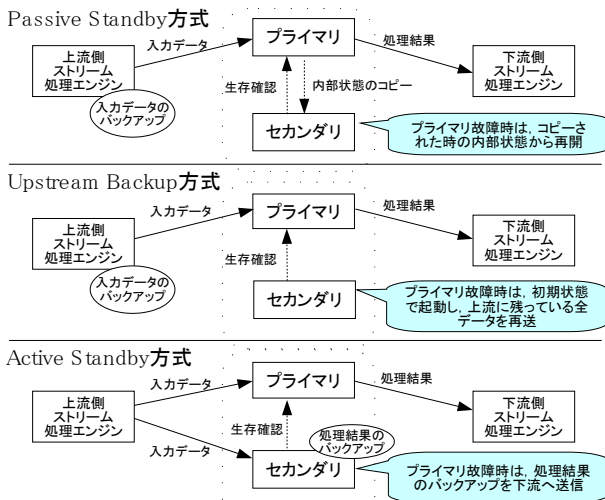 Passive Standby方式
入力データ
プライマリ
処理結果
上流側
ストリーム
処理エンジン
下流側
ストリーム
処理エンジン
生存確認
内部状態のコピー
入力データの
バックアップ
セカンダリ
プライマリ故障時は，コピーさ
れた時の内部状態から再開
Upstream Backup方式
入力データ
プライマリ
処理結果
上流側
ストリーム
処理エンジン
下流側
ストリーム
処理エンジン
生存確認
入力データの
バックアップ
セカンダリ
プライマリ故障時は，初期状態
で起動し，上流に残っている全
データを再送
Active Standby方式
入力データ
プライマリ
処理結果
上流側
ストリーム
処理エンジン
下流側
ストリーム
処理エンジン
入力データ
生存確認
処理結果の
バックアップ
セカンダリ
プライマリ故障時は，処理結果
のバックアップを下流へ送信